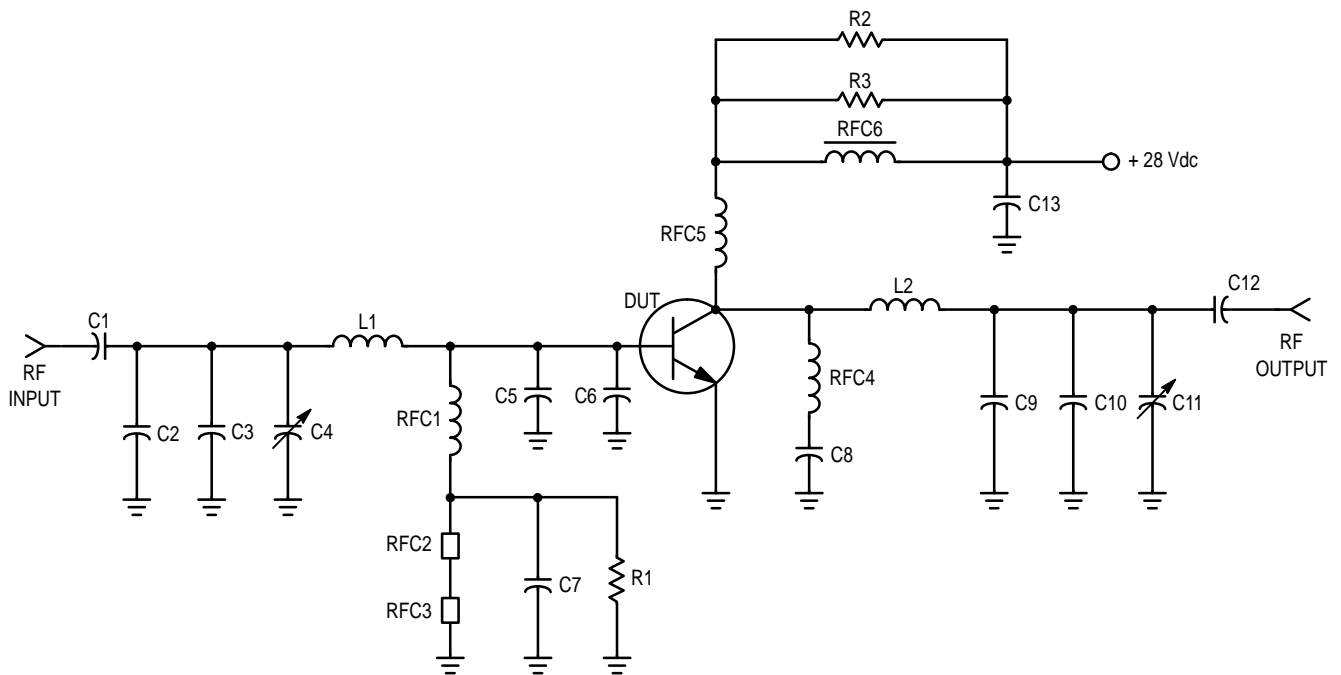 R2
R3
RFC6
+ 28 Vdc
C13
RFC5
DUT
L2
C12
C1
L1
RF
INPUT
RF
OUTPUT
C2
C3
C4
RFC1
C5
C6
RFC4
C8
C9
C10
C11
RFC2
RFC3
C7
R1